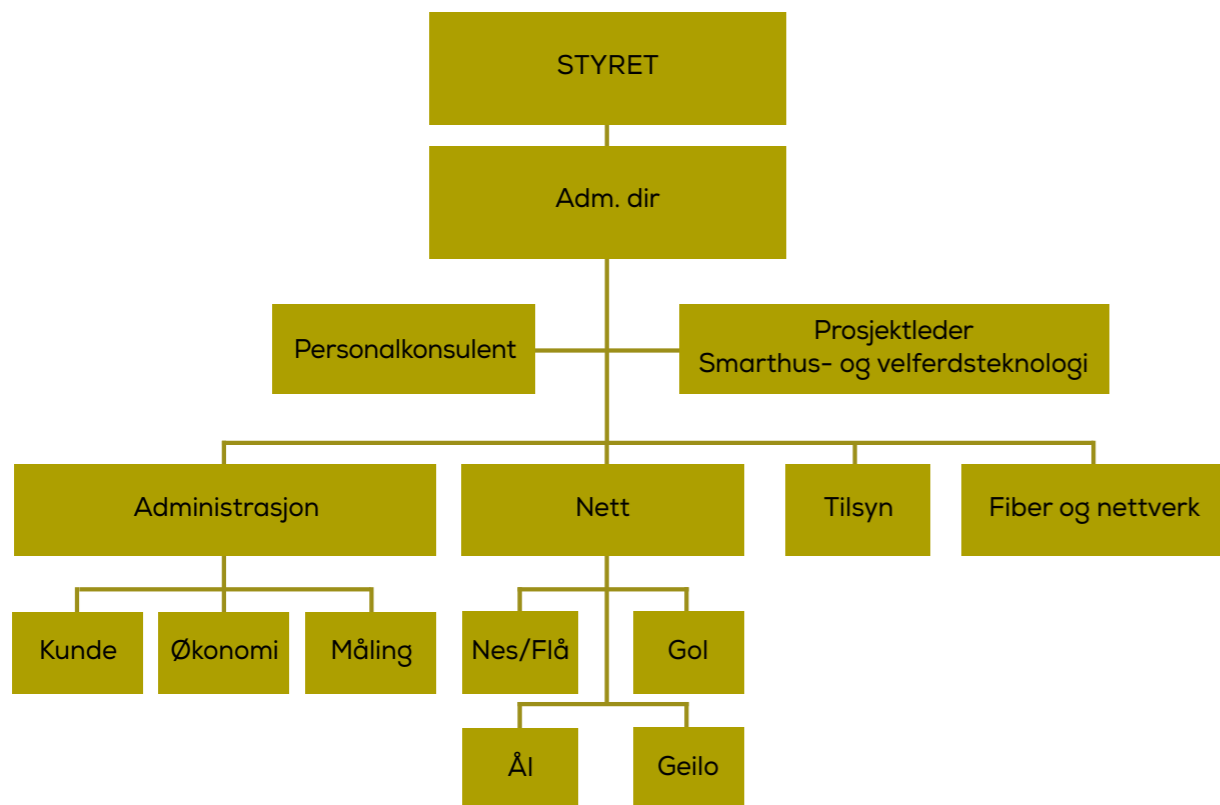 STYRET
Adm. dir
Personalkonsulent
Prosjektleder
Smarthus- og velferdsteknologi
Administrasjon
Nett
Tilsyn
Fiber og nettverk
Kunde
Økonomi
Måling
Nes/Flå
Gol
Ål
Geilo